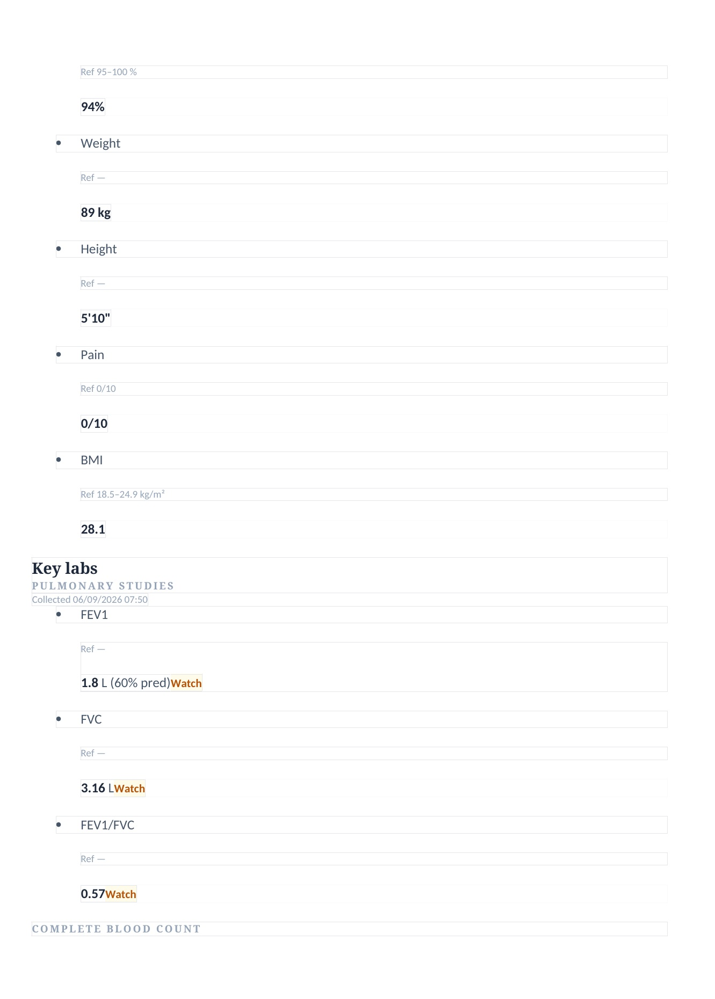 Ref 95–100 %
94%
• Weight
Ref —
89 kg
• Height
Ref —
5'10"
• Pain
Ref 0/10
0/10
• BMI
Ref 18.5–24.9 kg/m²
28.1
Key labs
PULMONARY STUDIES
Collected 06/09/2026 07:50
• FEV1
Ref —
1.8 L (60% pred)Watch
• FVC
Ref —
3.16 LWatch
• FEV1/FVC
Ref —
0.57Watch
COMPLETE BLOOD COUNT